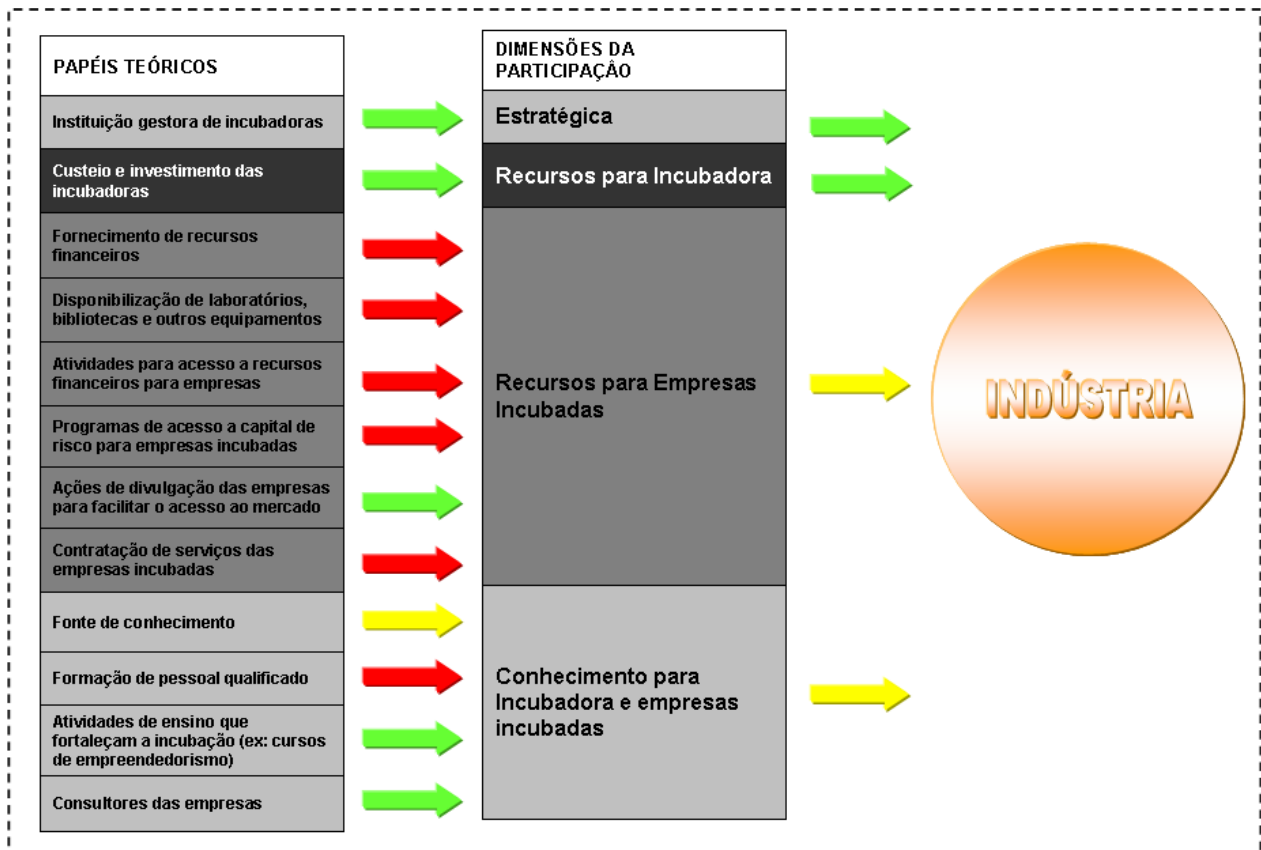 PAPÉIS TEÓRICOS
Instituição gestora de incubadoras
Custeio e investimento das
incubadoras
Fornecimento de recursos
financeiros
Disponibilização de laboratórios,
bibliotecas e outros equipamentos
Atividades para acesso a recursos
financeiros para empresas
Programas de acesso a capital de
risco para empresas incubadas
Ações de divulgação das empresas
para facilitar o acesso ao mercado
Contratação de serviços das
empresas incubadas
Fonte de conhecimento
Formação de pessoal qualificado
Atividades de ensino que
fortaleçam a incubação (ex: cursos
de empreendedorismo)
Consultores das empresas
DIMENSÕES DA
PARTICIPAÇÂO
Estratégica
Recursos para Incubadora
Recursos para Empresas
Incubadas
Conhecimento para
Incubadora e empresas
incubadas
INDÚSTRIA